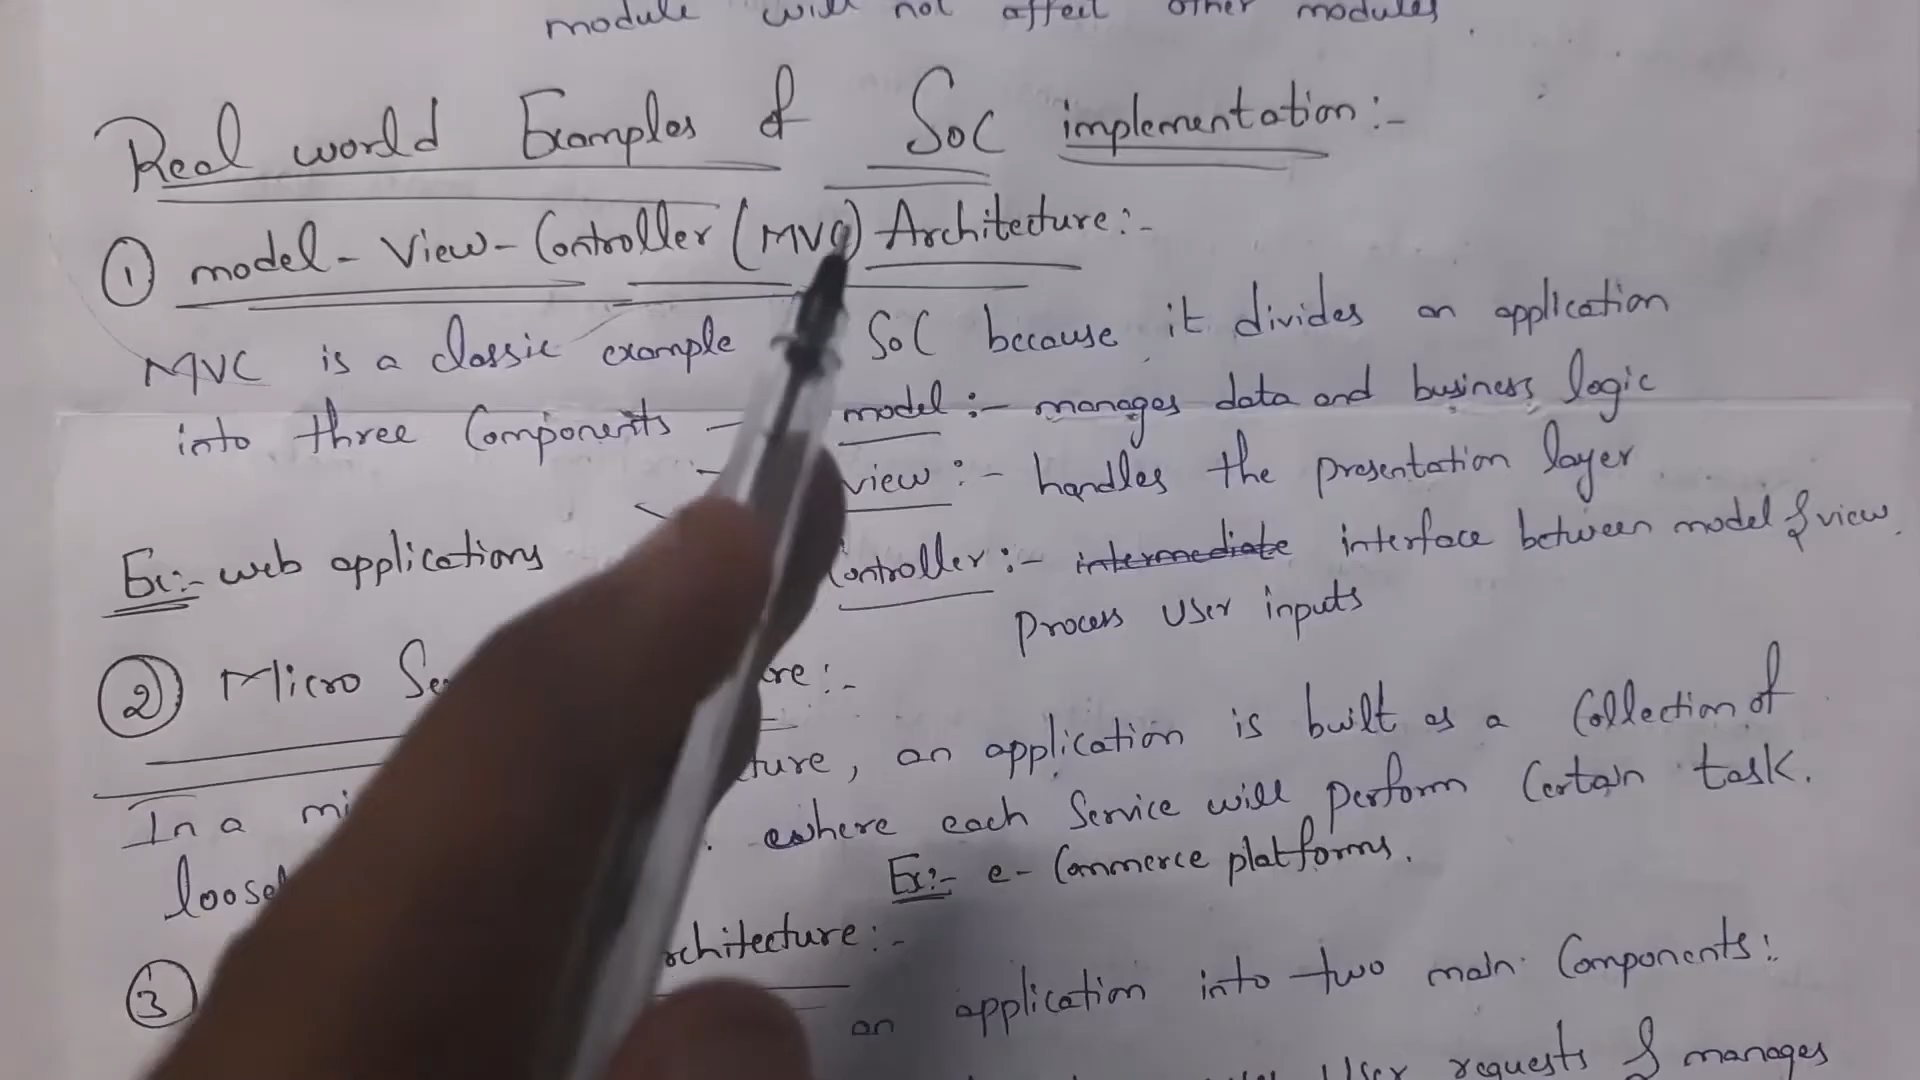 module will not affect other modules.
Real world Examples of SoC implementation:-
① model - View - Controller (MVC) Architecture:-
MVC is a classic example SoC because it divides an application
into three Components - model :- manages data and business logic
- view :- handles the presentation layer
Ex:- web applications Controller :- intermediate interface between model & view.
Process User inputs
② Micro
In a an application is built as a Collection of
where each Service will perform Certain task.
Ex:- e-Commerce platforms.
③
an application into two main Components:
User requests & manages